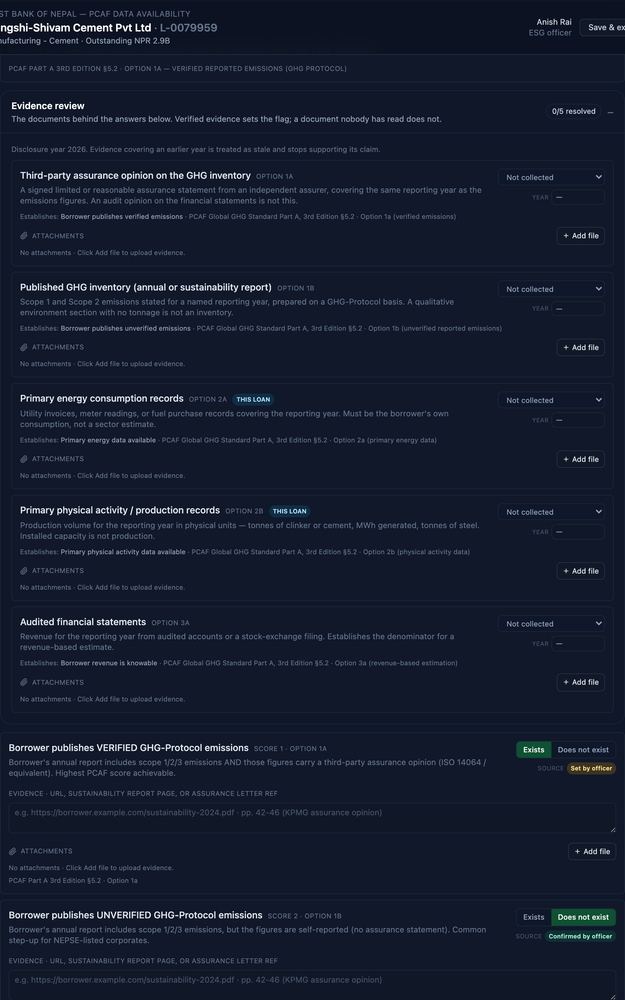 ST BANK OF NEPAL — PCAF DATA AVAILABILITY
ngshi-Shivam Cement Pvt Ltd · L-0079959
nufacturing - Cement · Outstanding NPR 2.9B
Anish Rai
ESG officer
Save & ex
Borrower publishes GHG-Protocol-conformant scope 1/2/3 emissions with third-party verification
PCAF PART A 3RD EDITION §5.2 · OPTION 1A — VERIFIED REPORTED EMISSIONS (GHG PROTOCOL)
Evidence review
The documents behind the answers below. Verified evidence sets the flag; a document nobody has read does not.
0/5 resolved
Disclosure year 2026. Evidence covering an earlier year is treated as stale and stops supporting its claim.
Third-party assurance opinion on the GHG inventory OPTION 1A
Not collected
A signed limited or reasonable assurance statement from an independent assurer, covering the same reporting year as the
emissions figures. An audit opinion on the financial statements is not this.
YEAR —
Establishes: Borrower publishes verified emissions · PCAF Global GHG Standard Part A, 3rd Edition §5.2 · Option 1a (verified emissions)
ATTACHMENTS
+ Add file
No attachments · Click Add file to upload evidence.
Published GHG inventory (annual or sustainability report) OPTION 1B
Not collected
Scope 1 and Scope 2 emissions stated for a named reporting year, prepared on a GHG-Protocol basis. A qualitative
environment section with no tonnage is not an inventory.
YEAR —
Establishes: Borrower publishes unverified emissions · PCAF Global GHG Standard Part A, 3rd Edition §5.2 · Option 1b (unverified reported emissions)
ATTACHMENTS
+ Add file
No attachments · Click Add file to upload evidence.
Primary energy consumption records OPTION 2A THIS LOAN
Not collected
Utility invoices, meter readings, or fuel purchase records covering the reporting year. Must be the borrower's own
consumption, not a sector estimate.
YEAR —
Establishes: Primary energy data available · PCAF Global GHG Standard Part A, 3rd Edition §5.2 · Option 2a (primary energy data)
ATTACHMENTS
+ Add file
No attachments · Click Add file to upload evidence.
Primary physical activity / production records OPTION 2B THIS LOAN
Not collected
Production volume for the reporting year in physical units — tonnes of clinker or cement, MWh generated, tonnes of steel.
Installed capacity is not production.
YEAR —
Establishes: Primary physical activity data available · PCAF Global GHG Standard Part A, 3rd Edition §5.2 · Option 2b (physical activity data)
ATTACHMENTS
+ Add file
No attachments · Click Add file to upload evidence.
Audited financial statements OPTION 3A
Not collected
Revenue for the reporting year from audited accounts or a stock-exchange filing. Establishes the denominator for a
revenue-based estimate.
YEAR —
Establishes: Borrower revenue is knowable · PCAF Global GHG Standard Part A, 3rd Edition §5.2 · Option 3a (revenue-based estimation)
ATTACHMENTS
+ Add file
No attachments · Click Add file to upload evidence.
Borrower publishes VERIFIED GHG-Protocol emissions SCORE 1 · OPTION 1A
Exists Does not exist
Borrower's annual report includes scope 1/2/3 emissions AND those figures carry a third-party assurance opinion (ISO 14064 /
equivalent). Highest PCAF score achievable.
SOURCE Set by officer
EVIDENCE · URL, SUSTAINABILITY REPORT PAGE, OR ASSURANCE LETTER REF
e.g. https://borrower.example.com/sustainability-2024.pdf · pp. 42-46 (KPMG assurance opinion)
ATTACHMENTS
+ Add file
No attachments · Click Add file to upload evidence.
PCAF Part A 3rd Edition §5.2 · Option 1a
Borrower publishes UNVERIFIED GHG-Protocol emissions SCORE 2 · OPTION 1B
Exists Does not exist
Borrower's annual report includes scope 1/2/3 emissions, but the figures are self-reported (no assurance statement). Common
step-up for NEPSE-listed corporates.
SOURCE Confirmed by officer
EVIDENCE · URL, SUSTAINABILITY REPORT PAGE, OR ASSURANCE LETTER REF
e.g. https://borrower.example.com/sustainability-2024.pdf · pp. 42-46 (KPMG assurance opinion)